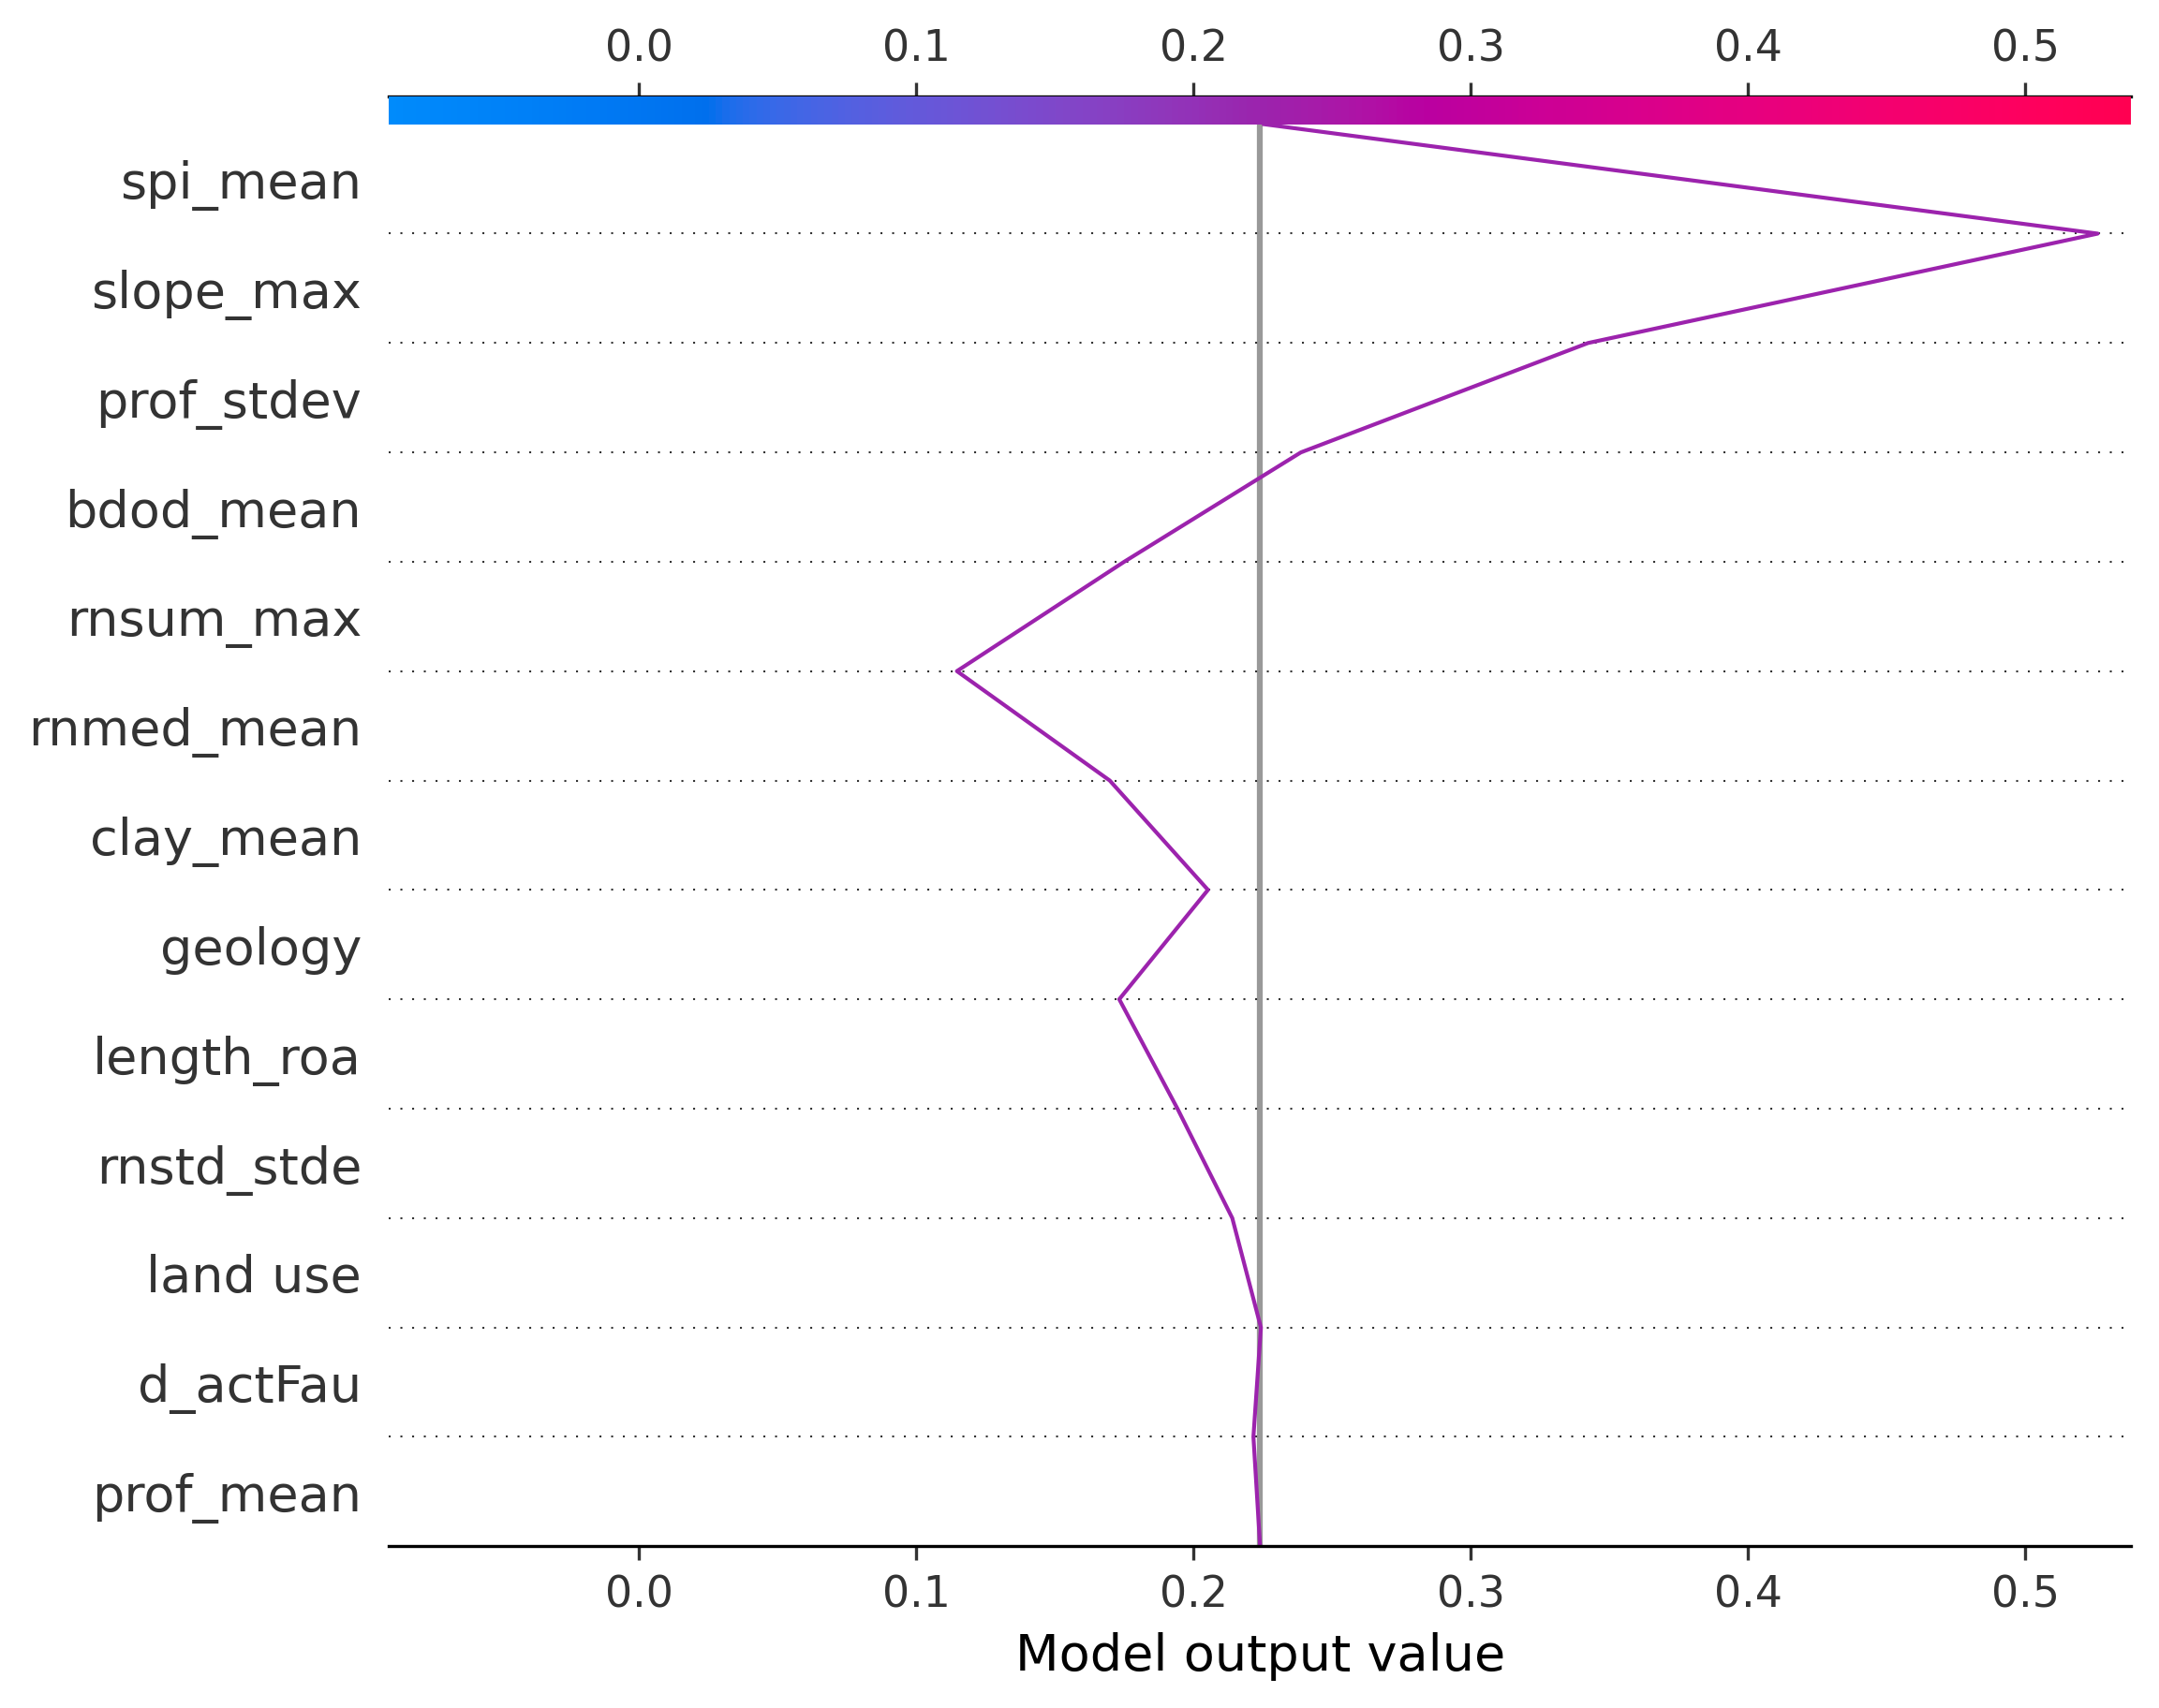 0.0 0.1 0.2 0.3 0.4 0.5
spi_mean
slope_max
prof_stdev
bdod_mean
rnsum_max
rnmed_mean
clay_mean
geology
length_roa
rnstd_stde
land use
d_actFau
prof_mean
0.0 0.1 0.2 0.3 0.4 0.5
Model output value